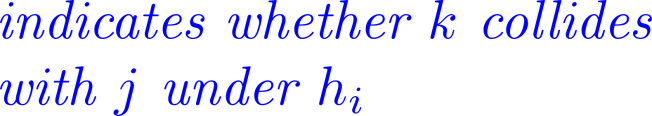 indicates whether k collides
with j under h_i